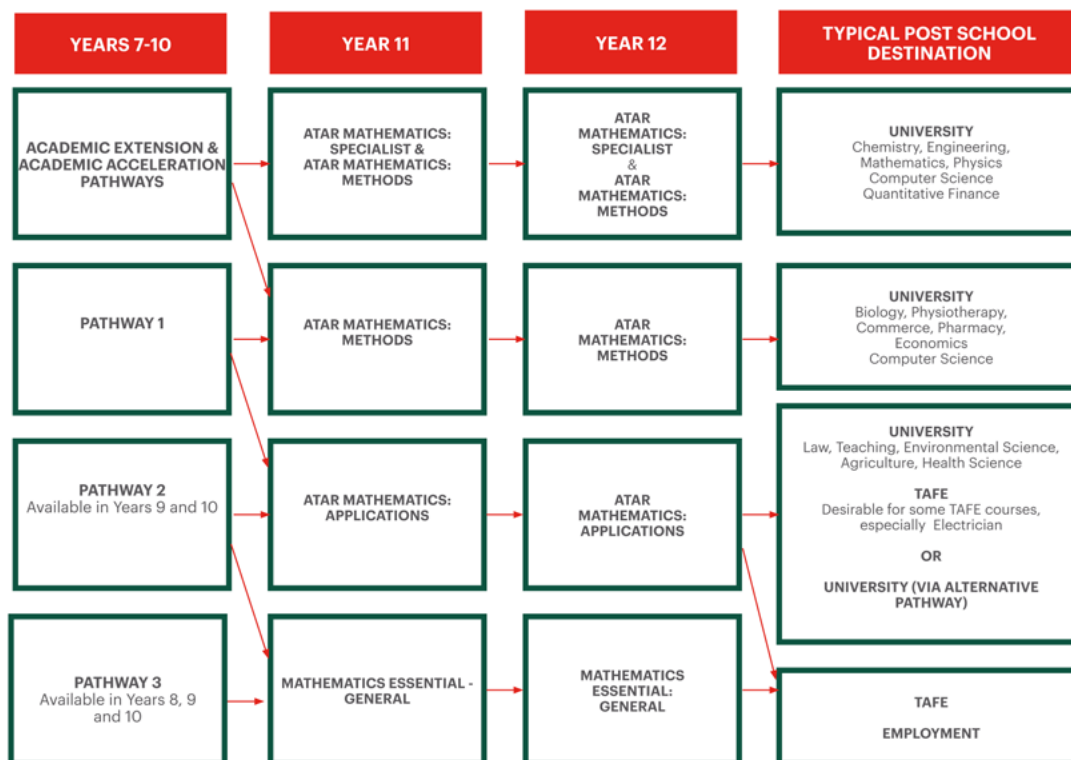 YEARS 7-10
YEAR 11
YEAR 12
TYPICAL POST SCHOOL
DESTINATION
ACADEMIC EXTENSION &
ACADEMIC ACCELERATION
PATHWAYS
ATAR MATHEMATICS:
SPECIALIST &
ATAR MATHEMATICS:
METHODS
ATAR
MATHEMATICS:
SPECIALIST
&
ATAR
MATHEMATICS:
METHODS
UNIVERSITY
Chemistry, Engineering,
Mathematics, Physics
Computer Science
Quantitative Finance
PATHWAY 1
ATAR MATHEMATICS:
METHODS
ATAR
MATHEMATICS:
METHODS
UNIVERSITY
Biology, Physiotherapy,
Commerce, Pharmacy,
Economics
Computer Science
PATHWAY 2
Available in Years 9 and 10
ATAR MATHEMATICS:
APPLICATIONS
ATAR
MATHEMATICS:
APPLICATIONS
UNIVERSITY
Law, Teaching, Environmental Science,
Agriculture, Health Science
TAFE
Desirable for some TAFE courses,
especially Electrician
OR
UNIVERSITY (VIA ALTERNATIVE
PATHWAY)
PATHWAY 3
Available in Years 8, 9
and 10
MATHEMATICS ESSENTIAL -
GENERAL
MATHEMATICS
ESSENTIAL:
GENERAL
TAFE
EMPLOYMENT